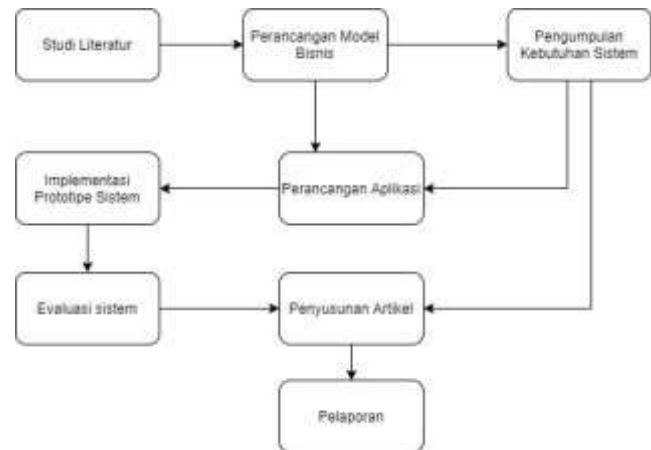 Studi Literatur
Perancangan Model
Bisnis
Pengumpulan
Kebutuhan Sistem
Implementasi
Prototipe Sistem
Perancangan Aplikasi
Evaluasi sistem
Penyusunan Artikel
Pelaporan